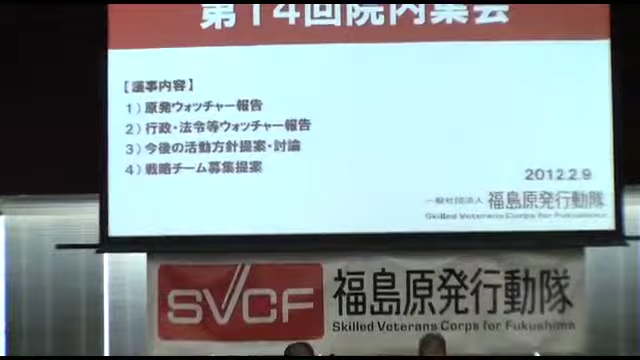 第14回院内集会
【議事内容】
1）原発ウォッチャー報告
2）行政・法令等ウォッチャー報告
3）今後の活動方針提案・討論
4）戦略チーム募集提案
2012.2.9
一般社団法人 福島原発行動隊
Skilled Veterans Corps for Fukushima
SVCF 福島原発行動隊
Skilled Veterans Corps for Fukushima